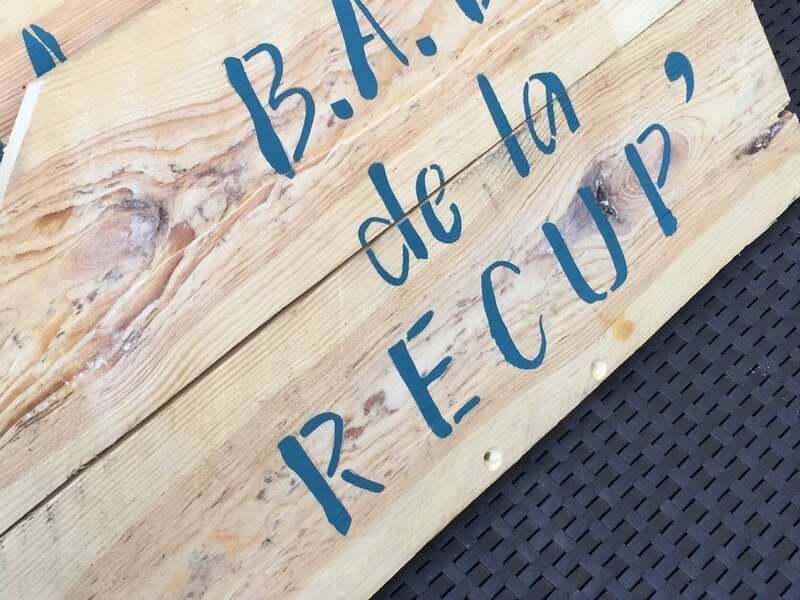 B.A.
de la
RECUP'